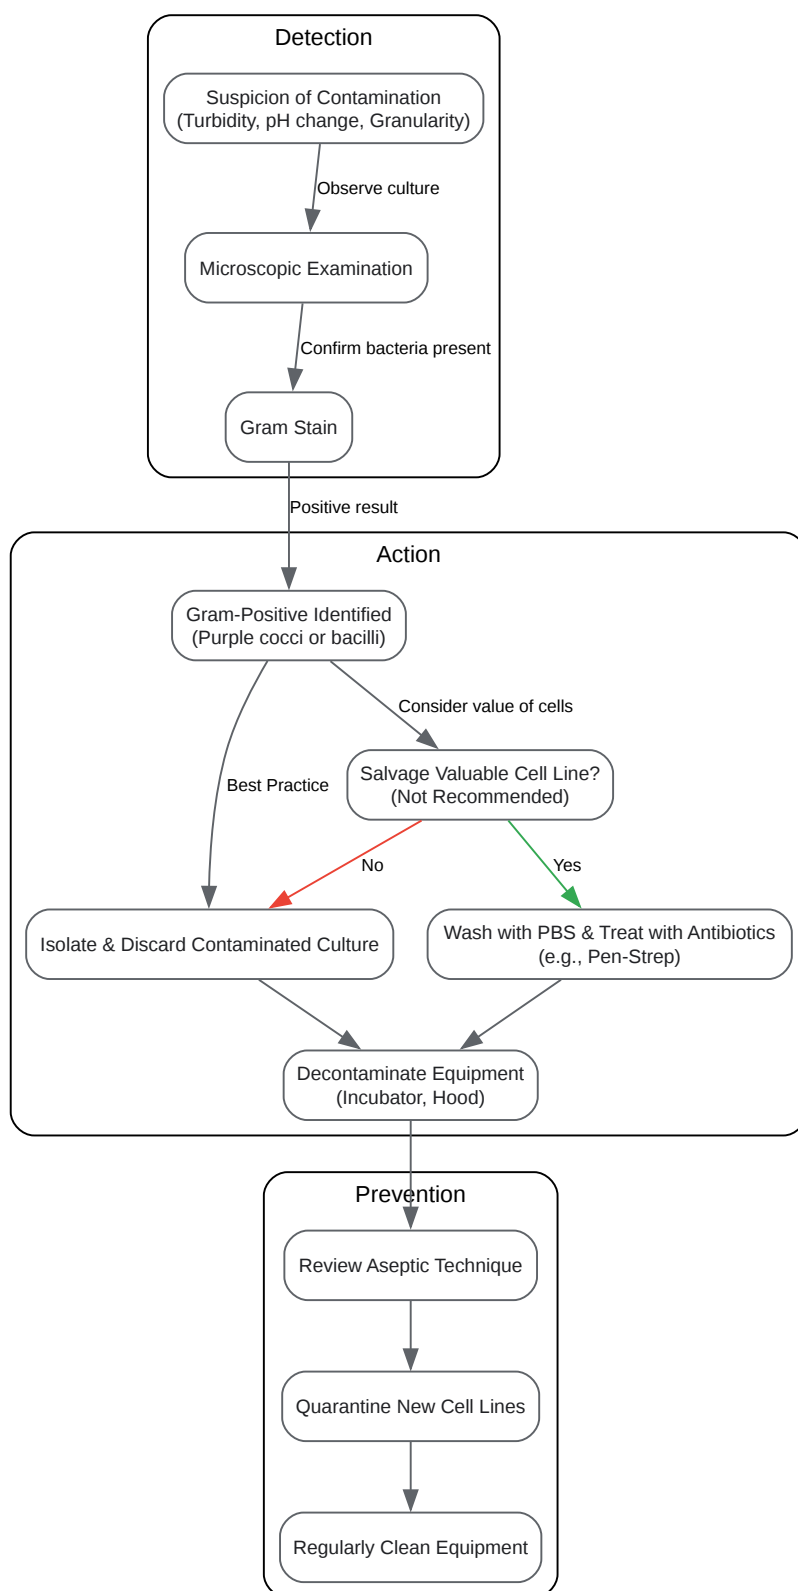 Detection
Suspicion of Contamination
(Turbidity, pH change, Granularity)
Observe culture
Microscopic Examination
Confirm bacteria present
Gram Stain
Positive result
Action
Gram-Positive Identified
(Purple cocci or bacilli)
Consider value of cells
Salvage Valuable Cell Line?
(Not Recommended)
Best Practice
No
Yes
Isolate & Discard Contaminated Culture
Wash with PBS & Treat with Antibiotics
(e.g., Pen-Strep)
Decontaminate Equipment
(Incubator, Hood)
Prevention
Review Aseptic Technique
Quarantine New Cell Lines
Regularly Clean Equipment